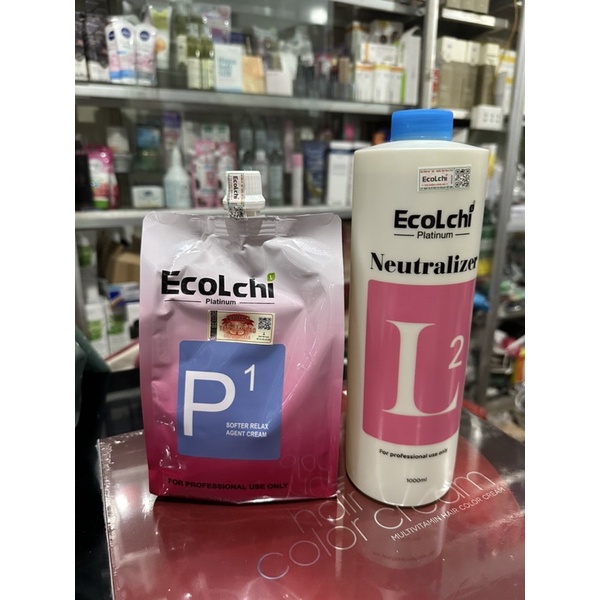 EcoLchi
EcoLchi
Platinum
P1
SOFTER RELAX
AGENT CREAM
FOR PROFESSIONAL USE ONLY
EcoLchi
EcoLchi
Platinum
Neutralizer
L2
For professional use only
1000ml
hair
color cream
MULTIVITAMIN HAIR COLOR CREAM